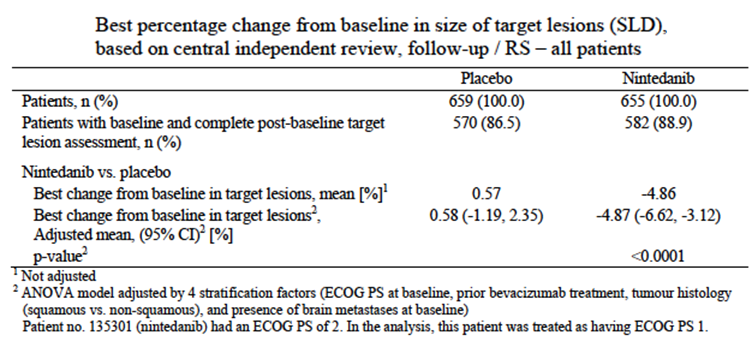 Best percentage change from baseline in size of target lesions (SLD),
based on central independent review, follow-up / RS – all patients
Placebo Nintedanib
Patients, n (%) 659 (100.0) 655 (100.0)
Patients with baseline and complete post-baseline target 570 (86.5) 582 (88.9)
lesion assessment, n (%)
Nintedanib vs. placebo
Best change from baseline in target lesions, mean [%]¹ 0.57 -4.86
Best change from baseline in target lesions², 0.58 (-1.19, 2.35) -4.87 (-6.62, -3.12)
Adjusted mean, (95% CI)² [%]
p-value² <0.0001
¹ Not adjusted
² ANOVA model adjusted by 4 stratification factors (ECOG PS at baseline, prior bevacizumab treatment, tumour histology
(squamous vs. non-squamous), and presence of brain metastases at baseline)
Patient no. 135301 (nintedanib) had an ECOG PS of 2. In the analysis, this patient was treated as having ECOG PS 1.